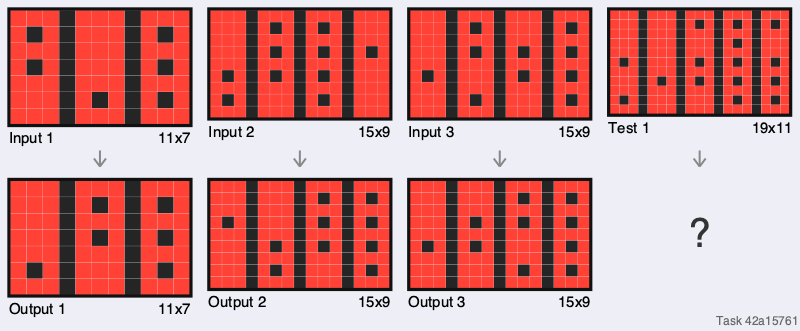 Input 1 11x7
Input 2 15x9
Input 3 15x9
Test 1 19x11
Output 1 11x7
Output 2 15x9
Output 3 15x9
?
Task 42a15761